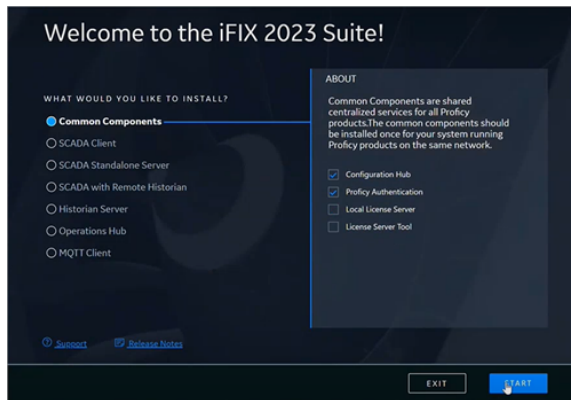 Welcome to the iFIX 2023 Suite!
WHAT WOULD YOU LIKE TO INSTALL?
Common Components
SCADA Client
SCADA Standalone Server
SCADA with Remote Historian
Historian Server
Operations Hub
MQTT Client
ABOUT
Common Components are shared
centralized services for all Proficy
products.The common components should
be installed once for your system running
Proficy products on the same network.
Configuration Hub
Proficy Authentication
Local License Server
License Server Tool
Support
Release Notes
EXIT
START